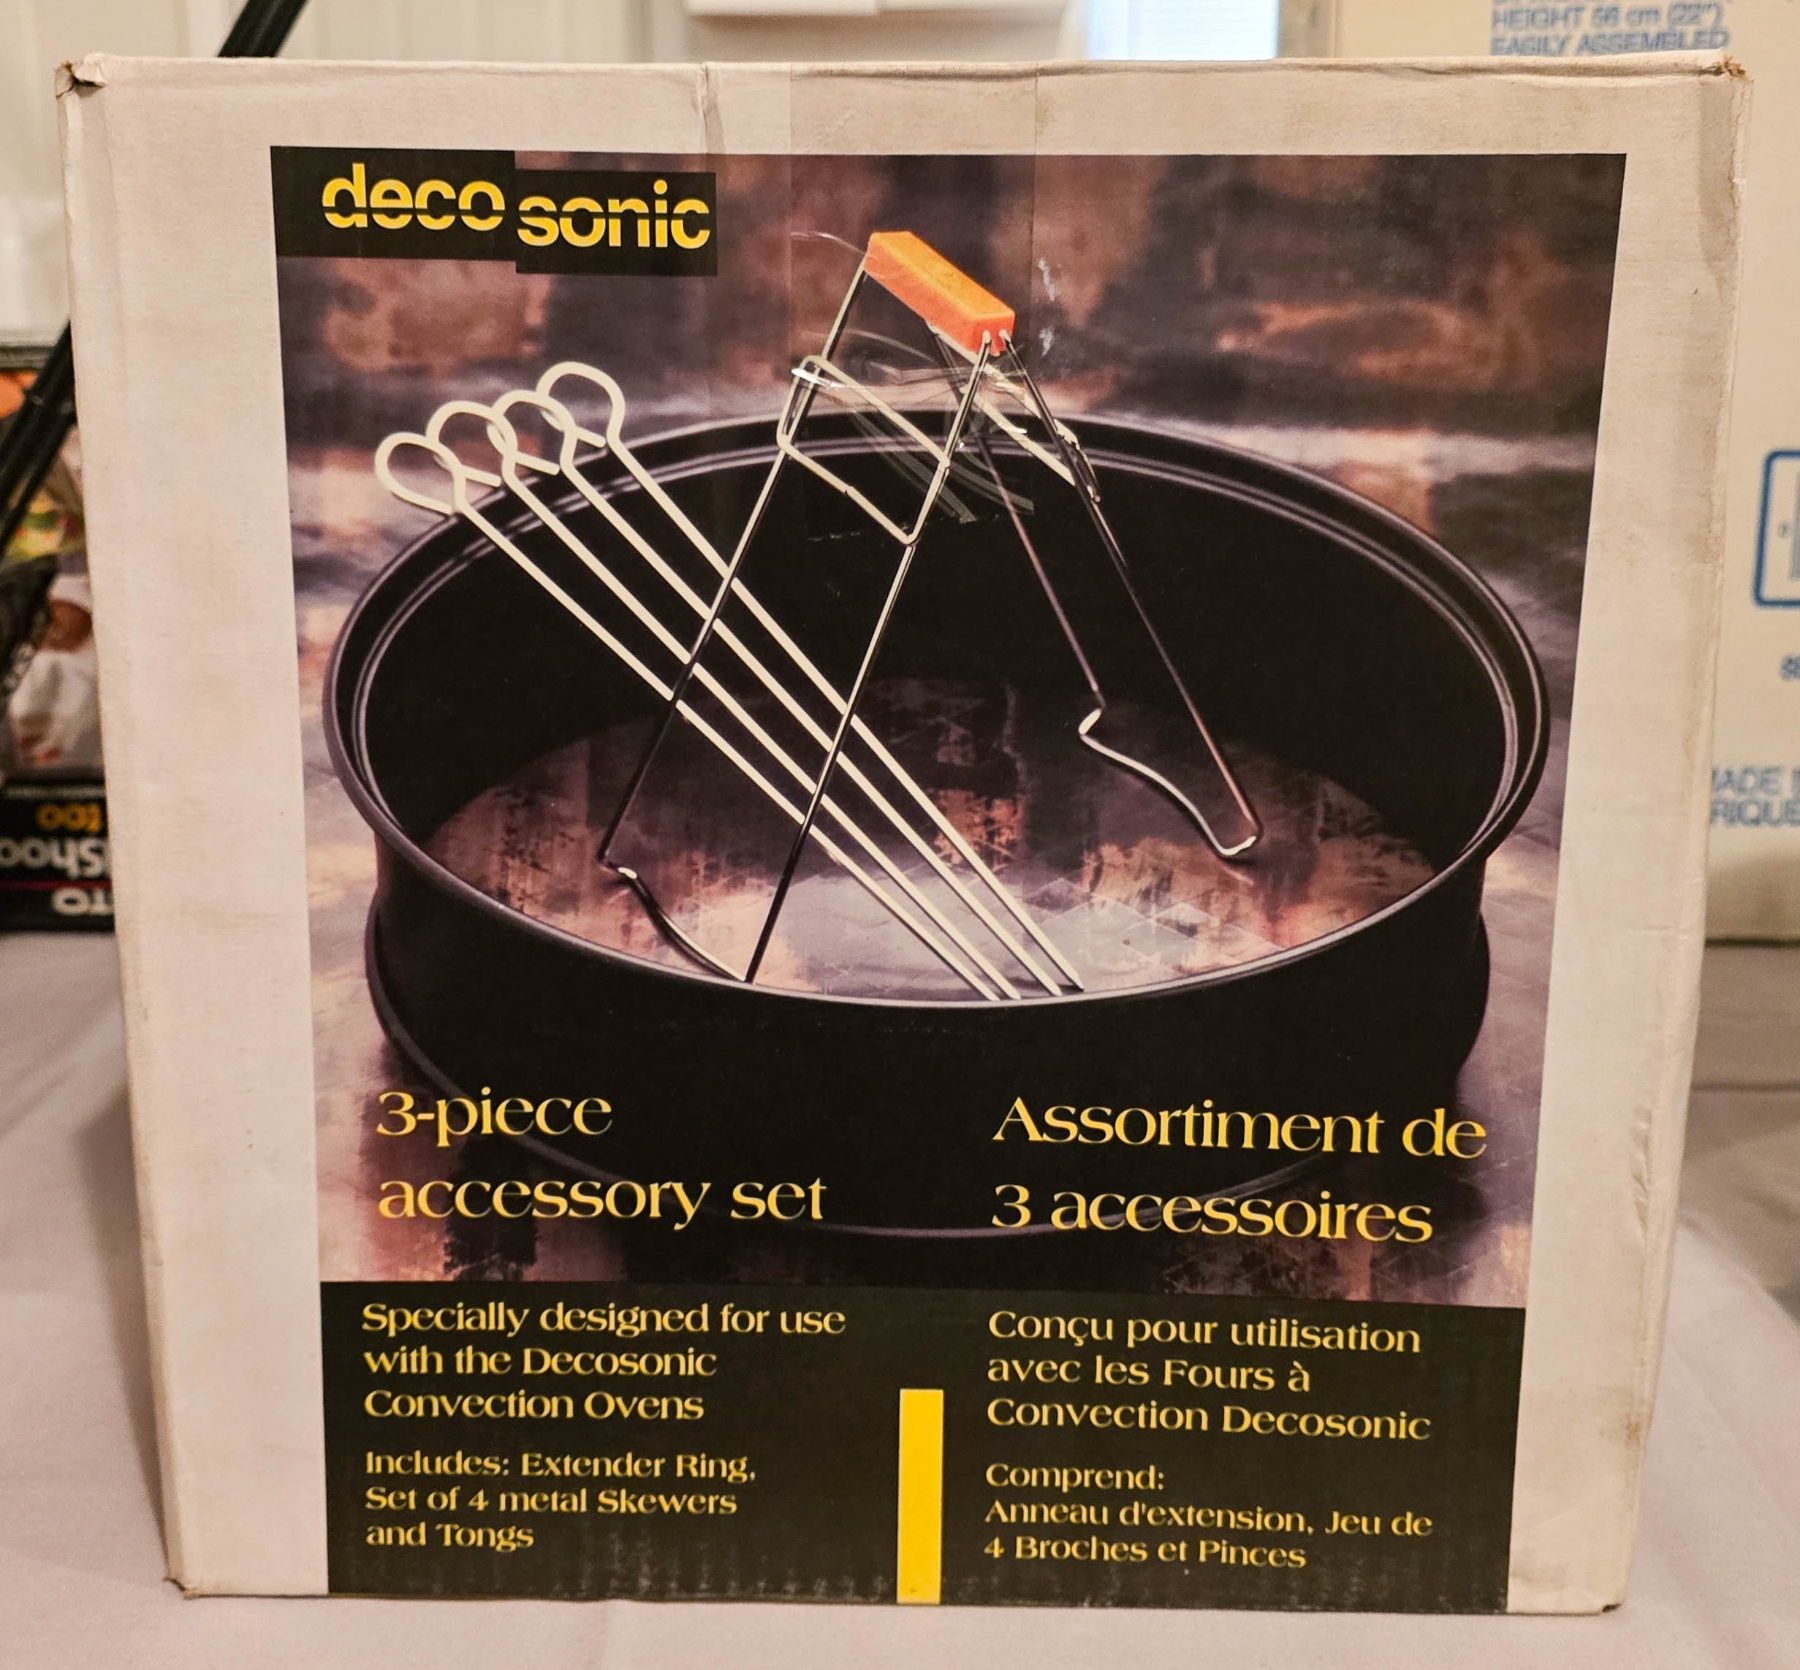 HEIGHT 56 cm (22")
EASILY ASSEMBLED
deco sonic
3-piece
accessory set
Assortiment de
3 accessoires
Specially designed for use
with the Decosonic
Convection Ovens
Includes: Extender Ring,
Set of 4 metal Skewers
and Tongs
Conçu pour utilisation
avec les Fours à
Convection Decosonic
Comprend:
Anneau d'extension, Jeu de
4 Broches et Pinces
too